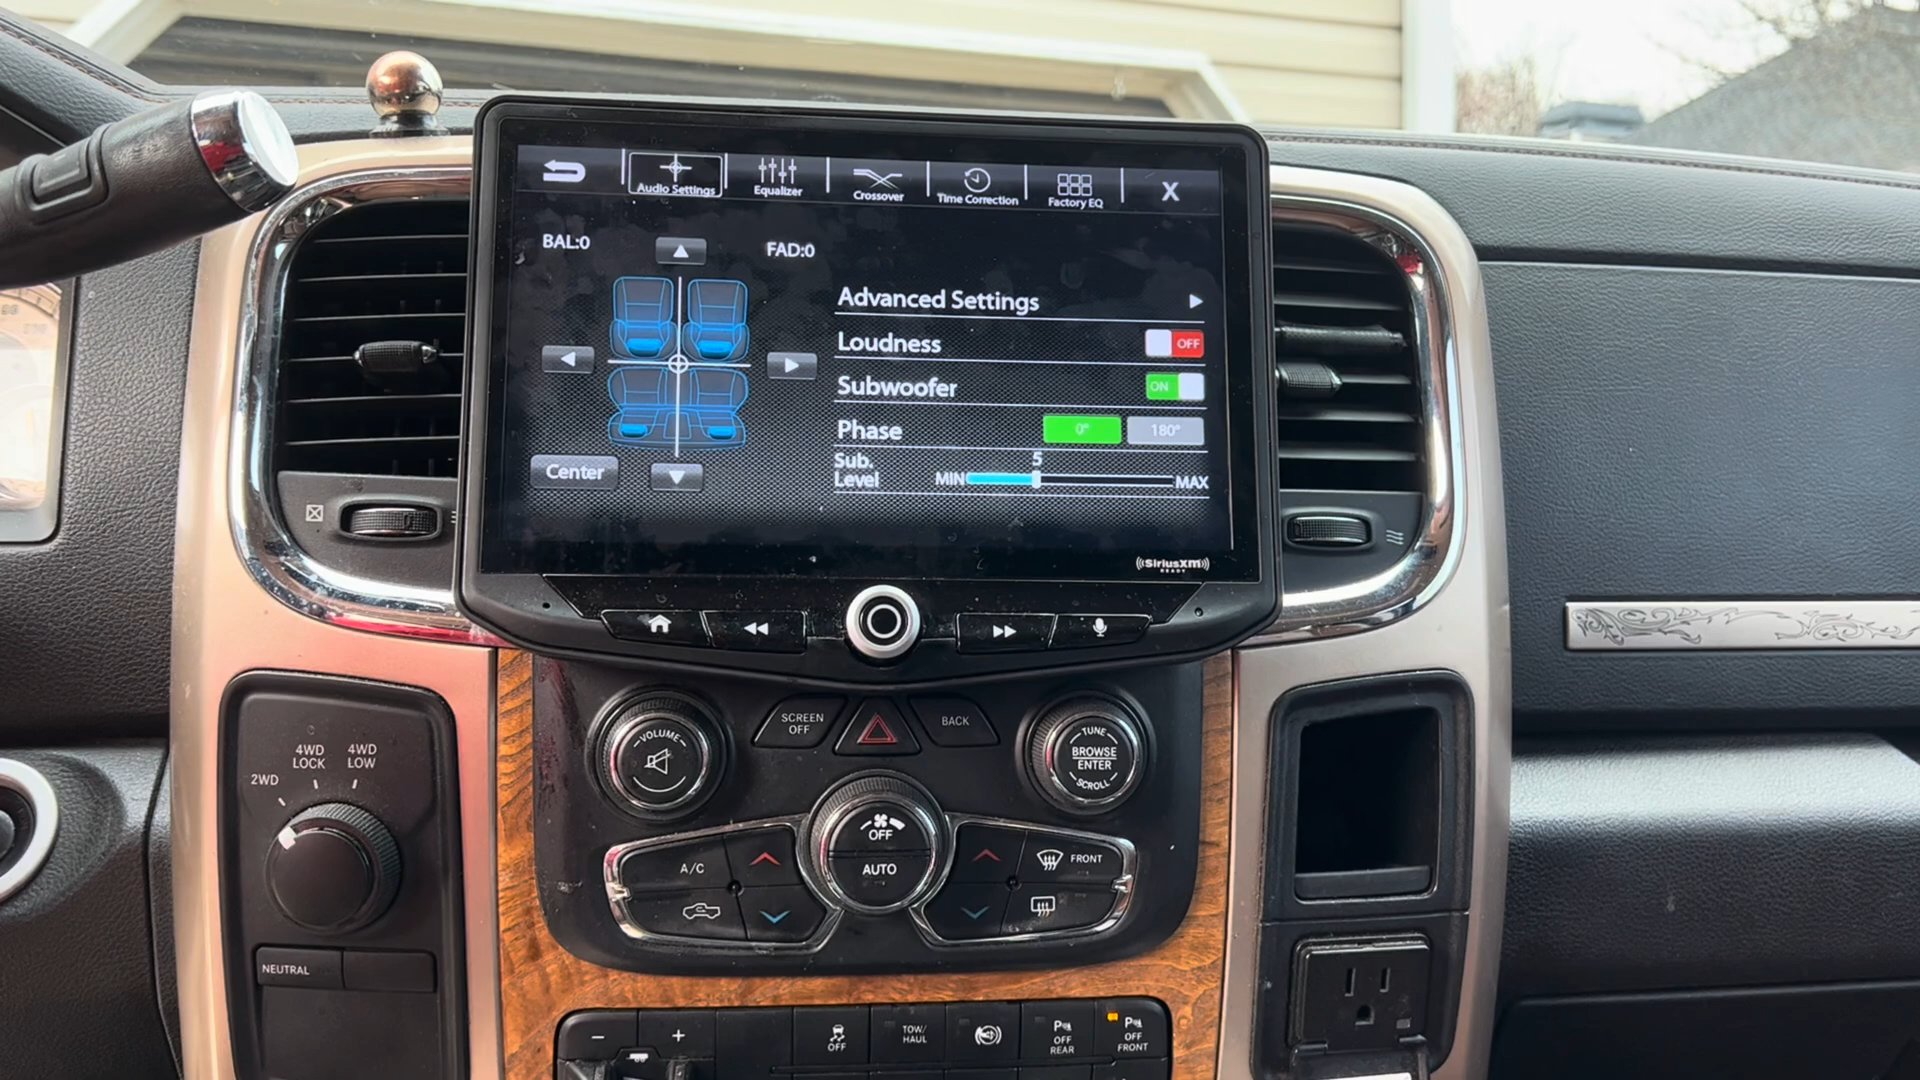 Audio Settings
Equalizer
Crossover
Time Correction
Factory EQ
X
BAL:0
FAD:0
Advanced Settings
Loudness
OFF
Subwoofer
ON
Phase
0°
180°
Sub.
Level
MIN
5
MAX
Center
((SiriusXM))
READY
SCREEN
OFF
BACK
VOLUME
TUNE
BROWSE
ENTER
SCROLL
4WD
LOCK
4WD
LOW
2WD
OFF
AUTO
A/C
FRONT
NEUTRAL
−
+
OFF
TOW/
HAUL
P
OFF
REAR
P
OFF
FRONT